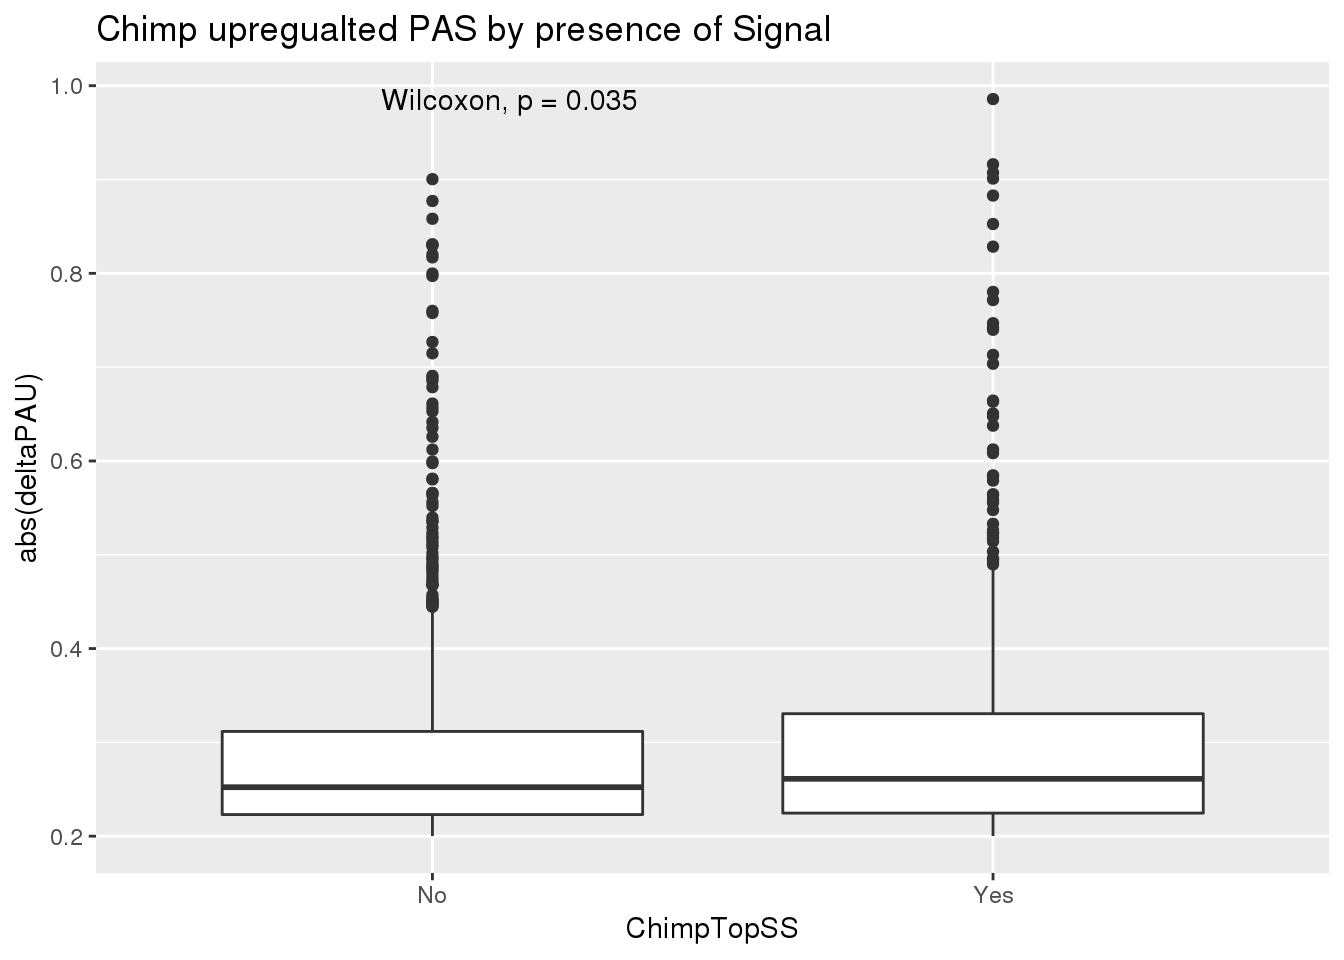 Chimp upregualted PAS by presence of Signal
Wilcoxon, p = 0.035
1.0
0.8
0.6
0.4
0.2
abs(deltaPAU)
No
Yes
ChimpTopSS